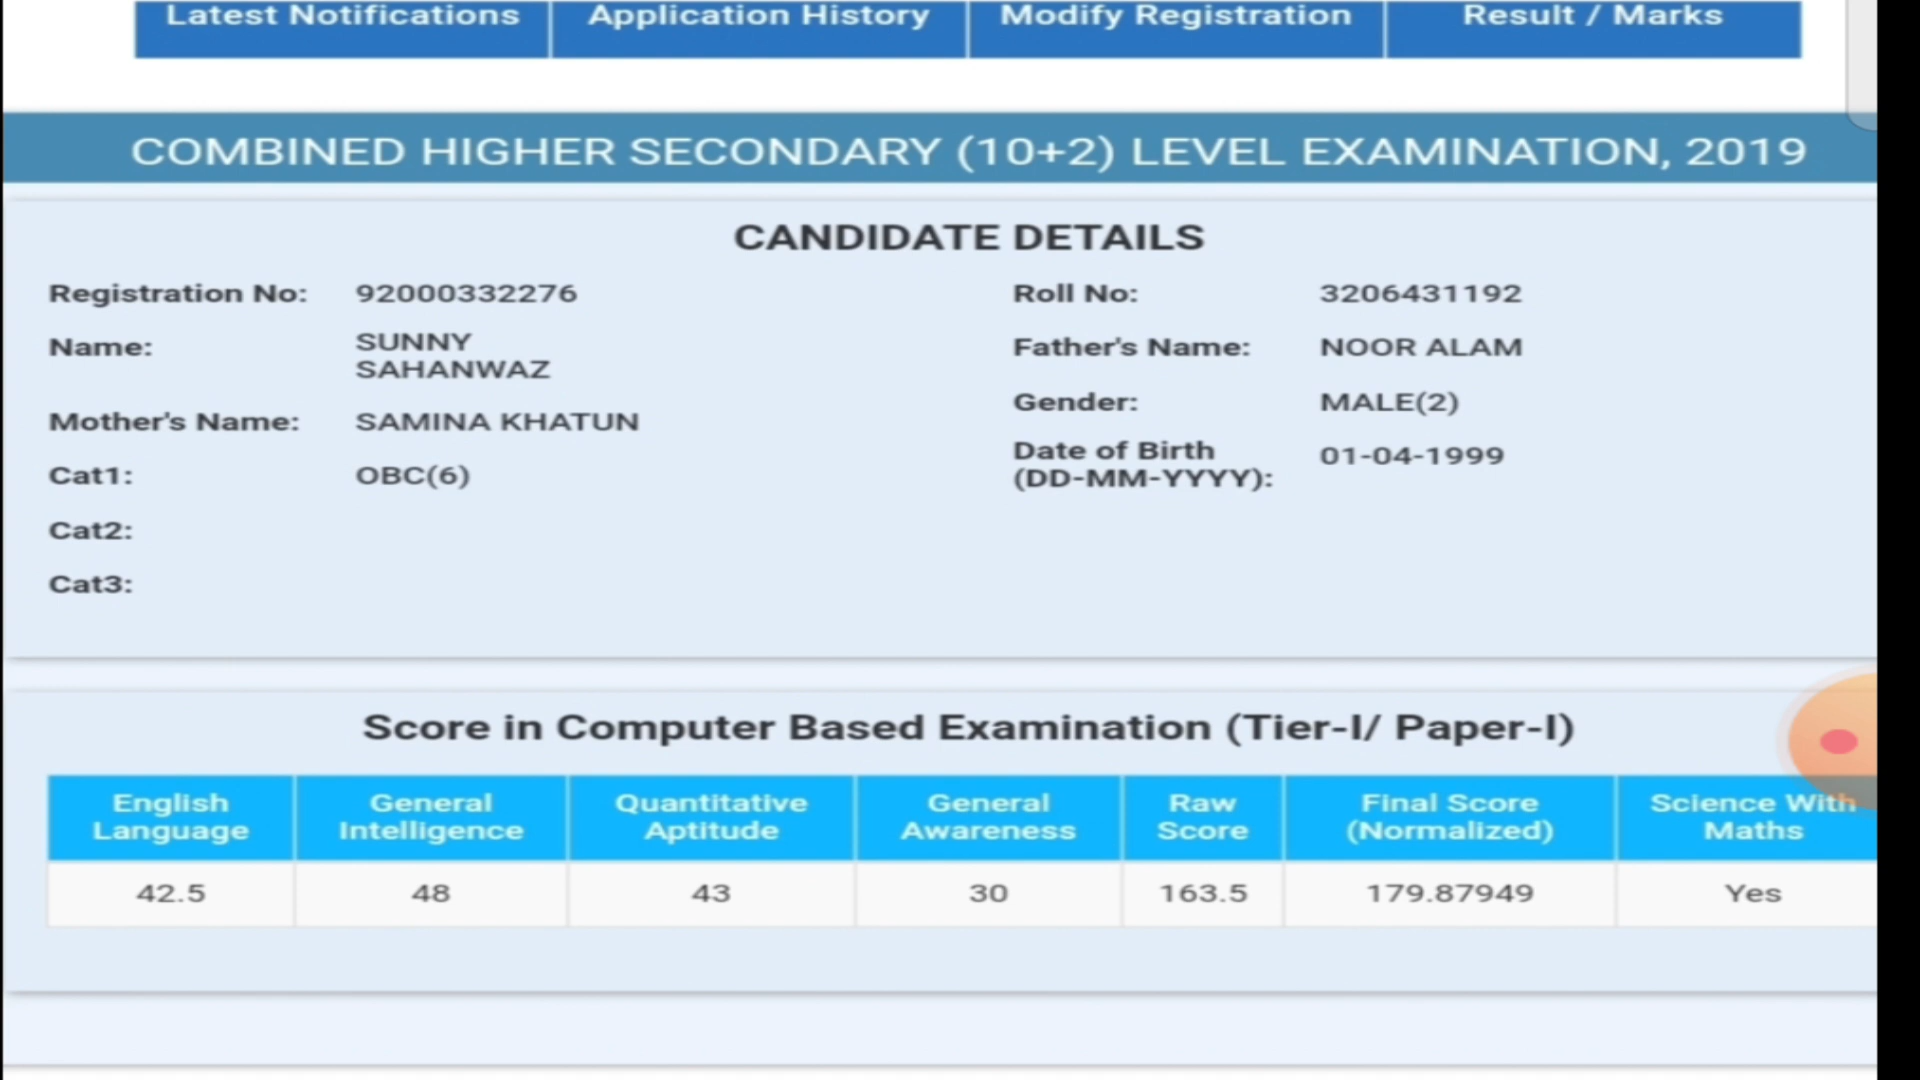 Latest Notifications Application History Modify Registration Result / Marks
COMBINED HIGHER SECONDARY (10+2) LEVEL EXAMINATION, 2019
CANDIDATE DETAILS
Registration No: 92000332276 Roll No: 3206431192
Name: SUNNY SAHANWAZ Father's Name: NOOR ALAM
Mother's Name: SAMINA KHATUN Gender: MALE(2)
Cat1: OBC(6) Date of Birth (DD-MM-YYYY): 01-04-1999
Cat2:
Cat3:
Score in Computer Based Examination (Tier-I/ Paper-I)
English Language General Intelligence Quantitative Aptitude General Awareness Raw Score Final Score (Normalized) Science With Maths
42.5 48 43 30 163.5 179.87949 Yes